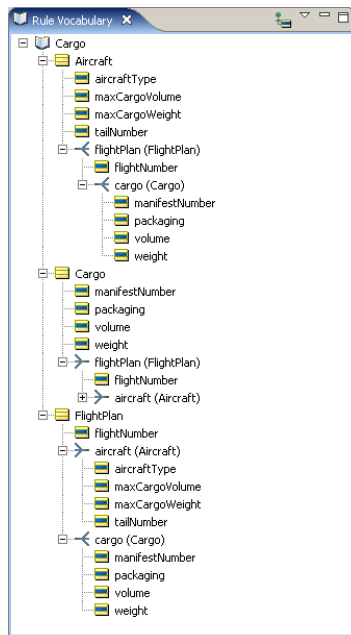 Rule Vocabulary
Cargo
Aircraft
aircraftType
maxCargoVolume
maxCargoWeight
tailNumber
flightPlan (FlightPlan)
flightNumber
cargo (Cargo)
manifestNumber
packaging
volume
weight
Cargo
manifestNumber
packaging
volume
weight
flightPlan (FlightPlan)
flightNumber
aircraft (Aircraft)
FlightPlan
flightNumber
aircraft (Aircraft)
aircraftType
maxCargoVolume
maxCargoWeight
tailNumber
cargo (Cargo)
manifestNumber
packaging
volume
weight